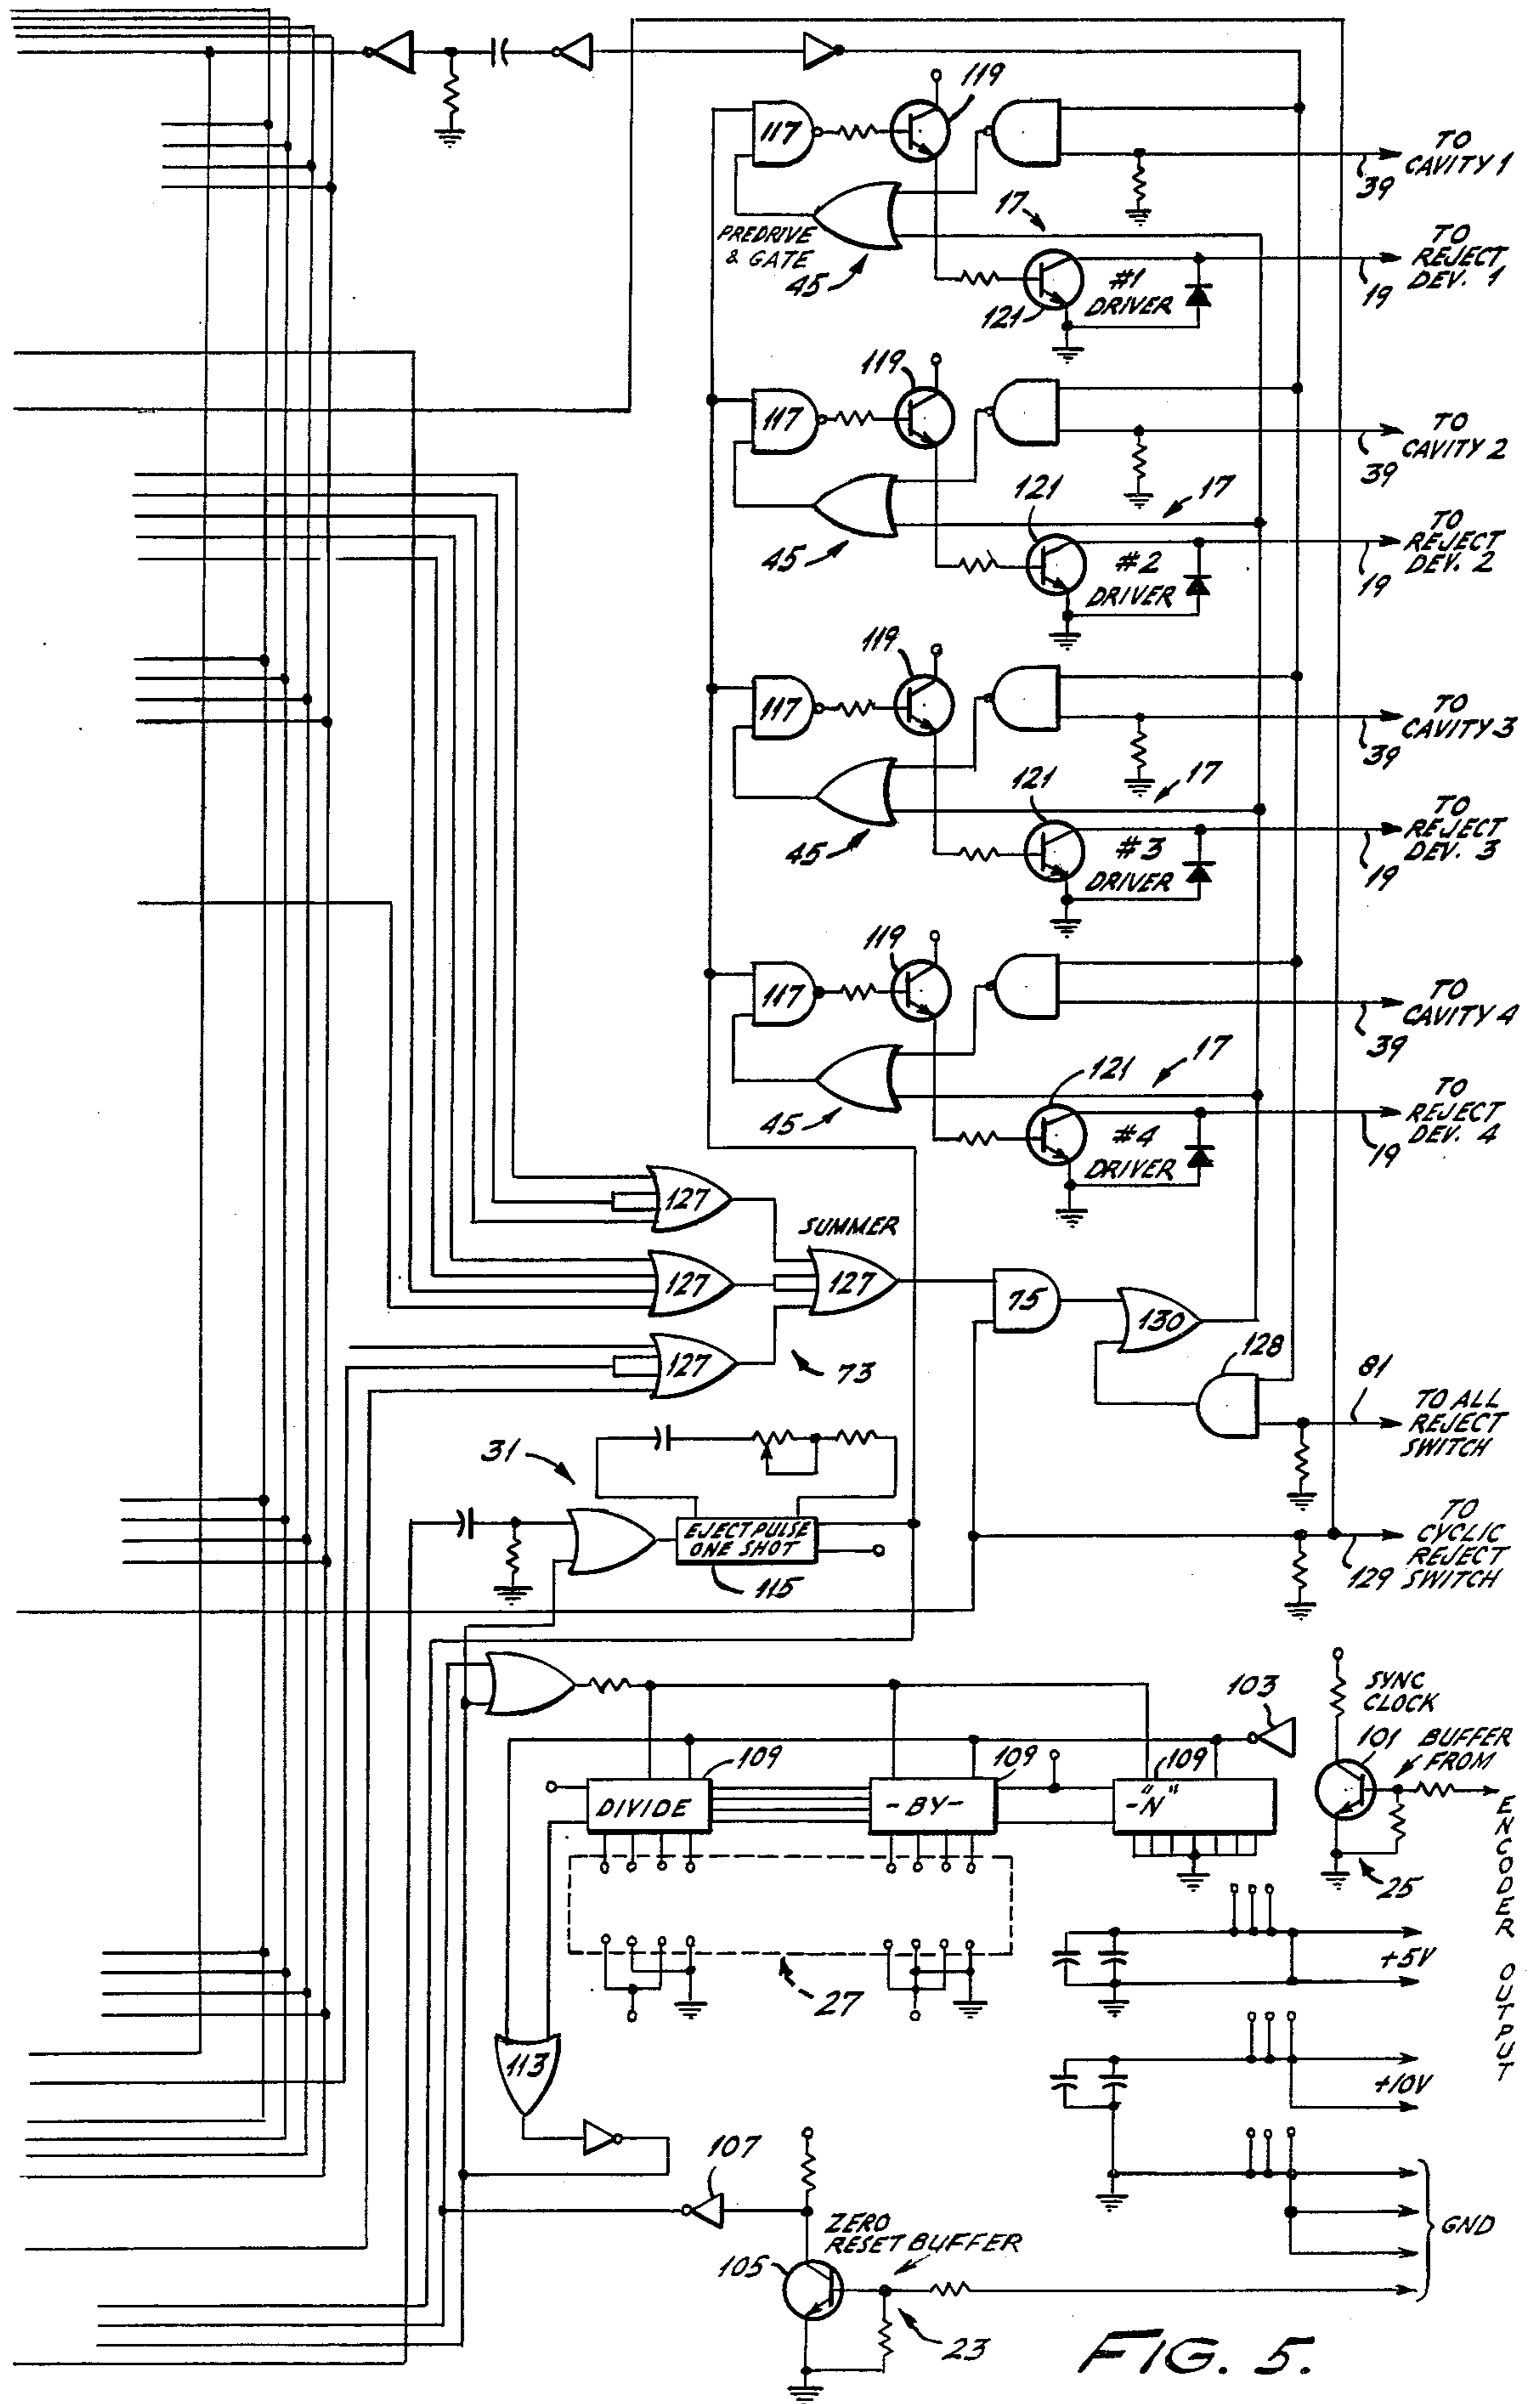 119
117
TO
CAVITY 1
39
17
PREDRIVE
& GATE
45
TO
REJECT
DEV. 1
#1
DRIVER
19
121
119
117
TO
CAVITY 2
39
121
17
45
TO
REJECT
DEV. 2
#2
DRIVER
19
119
117
TO
CAVITY 3
39
121
17
45
TO
REJECT
DEV. 3
#3
DRIVER
19
119
117
TO
CAVITY 4
39
121
17
45
TO
REJECT
DEV. 4
#4
DRIVER
19
127
SUMMER
127
127
75
130
127
73
128
81
TO ALL
REJECT
SWITCH
31
EJECT PULSE
ONE SHOT
115
TO
CYCLIC
REJECT
SWITCH
129
SYNC
CLOCK
103
101
BUFFER
FROM
ENCODER OUTPUT
109
109
109
DIVIDE
-BY-
-"N"
25
27
+5V
+10V
113
107
ZERO
RESET BUFFER
105
GND
23
FIG. 5.